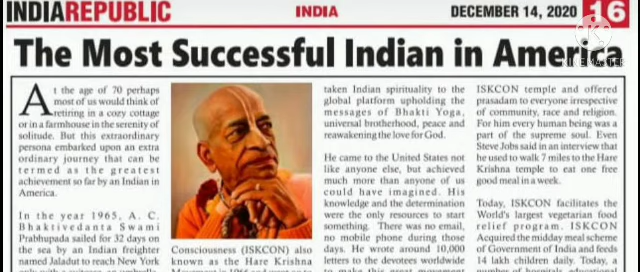 INDIAREPUBLIC INDIA DECEMBER 14, 2020 16
The Most Successful Indian in America
KINEMASTER
At the age of 70 perhaps
most of us would think of
retiring in a cozy cottage
or in a farmhouse in the serenity of
solitude. But this extraordinary
persona embarked upon an extra
ordinary journey that can be
termed as the greatest
achievement so far by an Indian in
America.
In the year 1965, A. C.
Bhaktivedanta Swami
Prabhupada sailed for 32 days on
the sea by an Indian freighter
named Jaladut to reach New York
Consciousness (ISKCON) also
known as the Hare Krishna
taken Indian spirituality to the
global platform upholding the
messages of Bhakti Yoga,
universal brotherhood, peace and
reawakening the love for God.
He came to the United States not
like anyone else, but achieved
much more than anyone of us
could have imagined. His
knowledge and the determination
were the only resources to start
something. There was no email,
no mobile phone during those
days. He wrote around 10,000
letters to the devotees worldwide
to make this great movement
ISKCON temple and offered
prasadam to everyone irrespective
of community, race and religion.
For him every human being was a
part of the supreme soul. Even
Steve Jobs said in an interview that
he used to walk 7 miles to the Hare
Krishna temple to eat one free
good meal in a week.
Today, ISKCON facilitates the
World's largest vegetarian food
relief program. ISKCON
Acquired the midday meal scheme
of Government of India and feeds
14 lakh children daily. Today, a